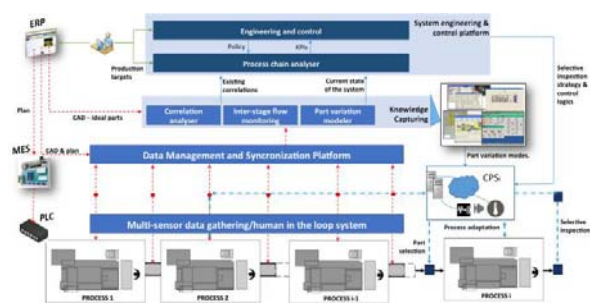 ERP
System engineering &
control platform
Engineering and control
Policy
KPIs
Process chain analyser
Production
targets
Existing
correlations
Current state
of the system
Selective
inspection
strategy &
control
logics
Plan
CAD – ideal parts
Correlation
analyser
Inter-stage flow
monitoring
Part variation
modeler
Knowledge
Capturing
MES
CAD & plan
Data Management and Syncronization Platform
Part variation modes.
CPSi
PLC
Multi-sensor data gathering/human in the loop system
Process adaptation
Part
selection
Selective
inspection
PROCESS 1
PROCESS 2
PROCESS i-1
PROCESS i